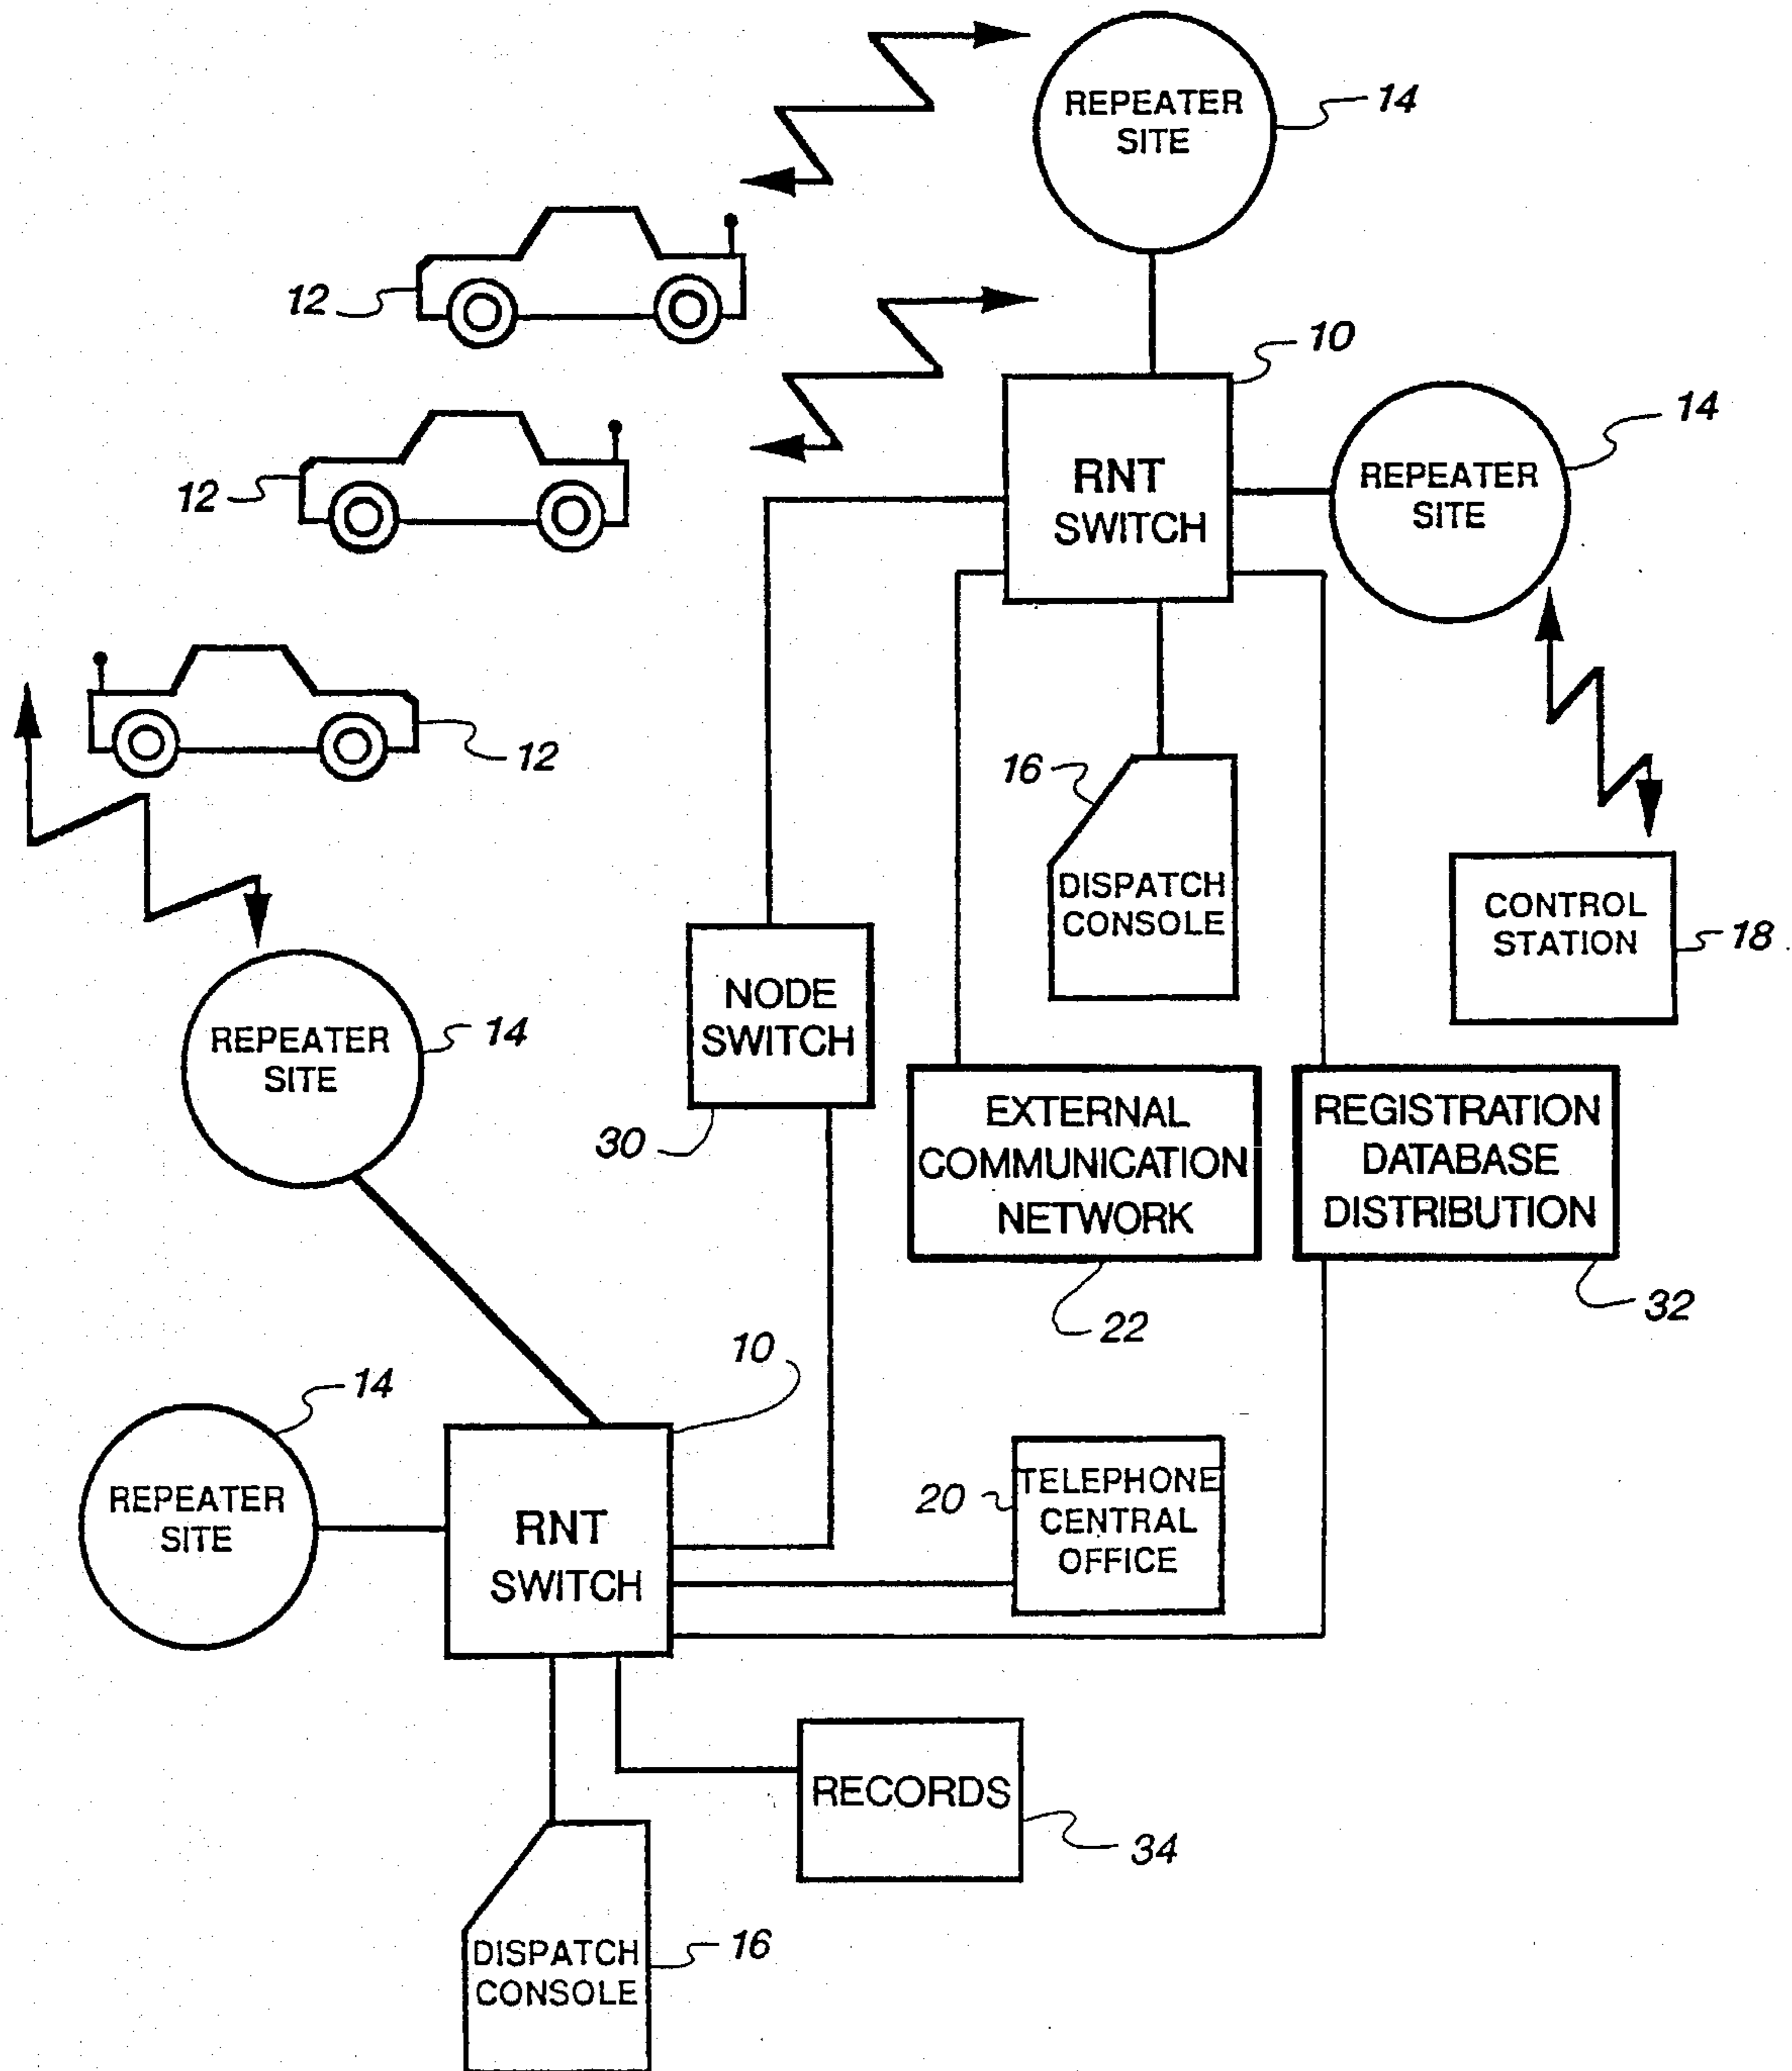 REPEATER
SITE
14
12
10
14
RNT
SWITCH
REPEATER
SITE
12
12
16
DISPATCH
CONSOLE
CONTROL
STATION
18
NODE
SWITCH
REPEATER
SITE
14
30
EXTERNAL
COMMUNICATION
NETWORK
REGISTRATION
DATABASE
DISTRIBUTION
22
32
10
14
REPEATER
SITE
RNT
SWITCH
20
TELEPHONE
CENTRAL
OFFICE
RECORDS
34
DISPATCH
CONSOLE
16